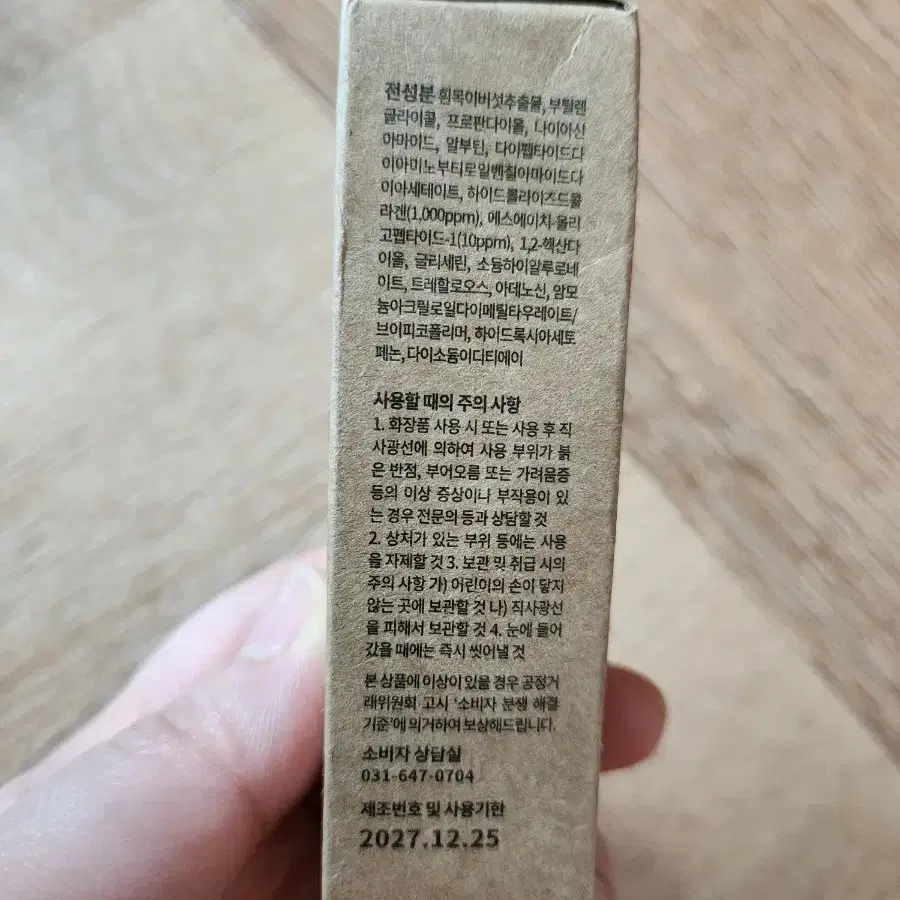 전성분 흰목이버섯추출물, 부틸렌
글라이콜, 프로판다이올, 나이아신
아마이드, 알부틴, 다이펩타이드다
이아미노부티로일벤질아마이드다
이아세테이트, 하이드롤라이즈드콜
라겐(1,000ppm), 에스에이치-올리
고펩타이드-1(10ppm), 1,2-헥산다
이올, 글리세린, 소듐하이알루로네
이트, 트레할로오스, 아데노신, 암모
늄아크릴로일다이메틸타우레이트/
브이피코폴리머, 하이드록시아세토
페논, 다이소듐이디티에이
사용할 때의 주의 사항
1. 화장품 사용 시 또는 사용 후 직
사광선에 의하여 사용 부위가 붉
은 반점, 부어오름 또는 가려움증
등의 이상 증상이나 부작용이 있
는 경우 전문의 등과 상담할 것
2. 상처가 있는 부위 등에는 사용
을 자제할 것 3. 보관 및 취급 시의
주의 사항 가) 어린이의 손이 닿지
않는 곳에 보관할 것 나) 직사광선
을 피해서 보관할 것 4. 눈에 들어
갔을 때에는 즉시 씻어낼 것
본 상품에 이상이 있을 경우 공정거
래위원회 고시 '소비자 분쟁 해결
기준'에 의거하여 보상해드립니다.
소비자 상담실
031-647-0704
제조번호 및 사용기한
2027.12.25